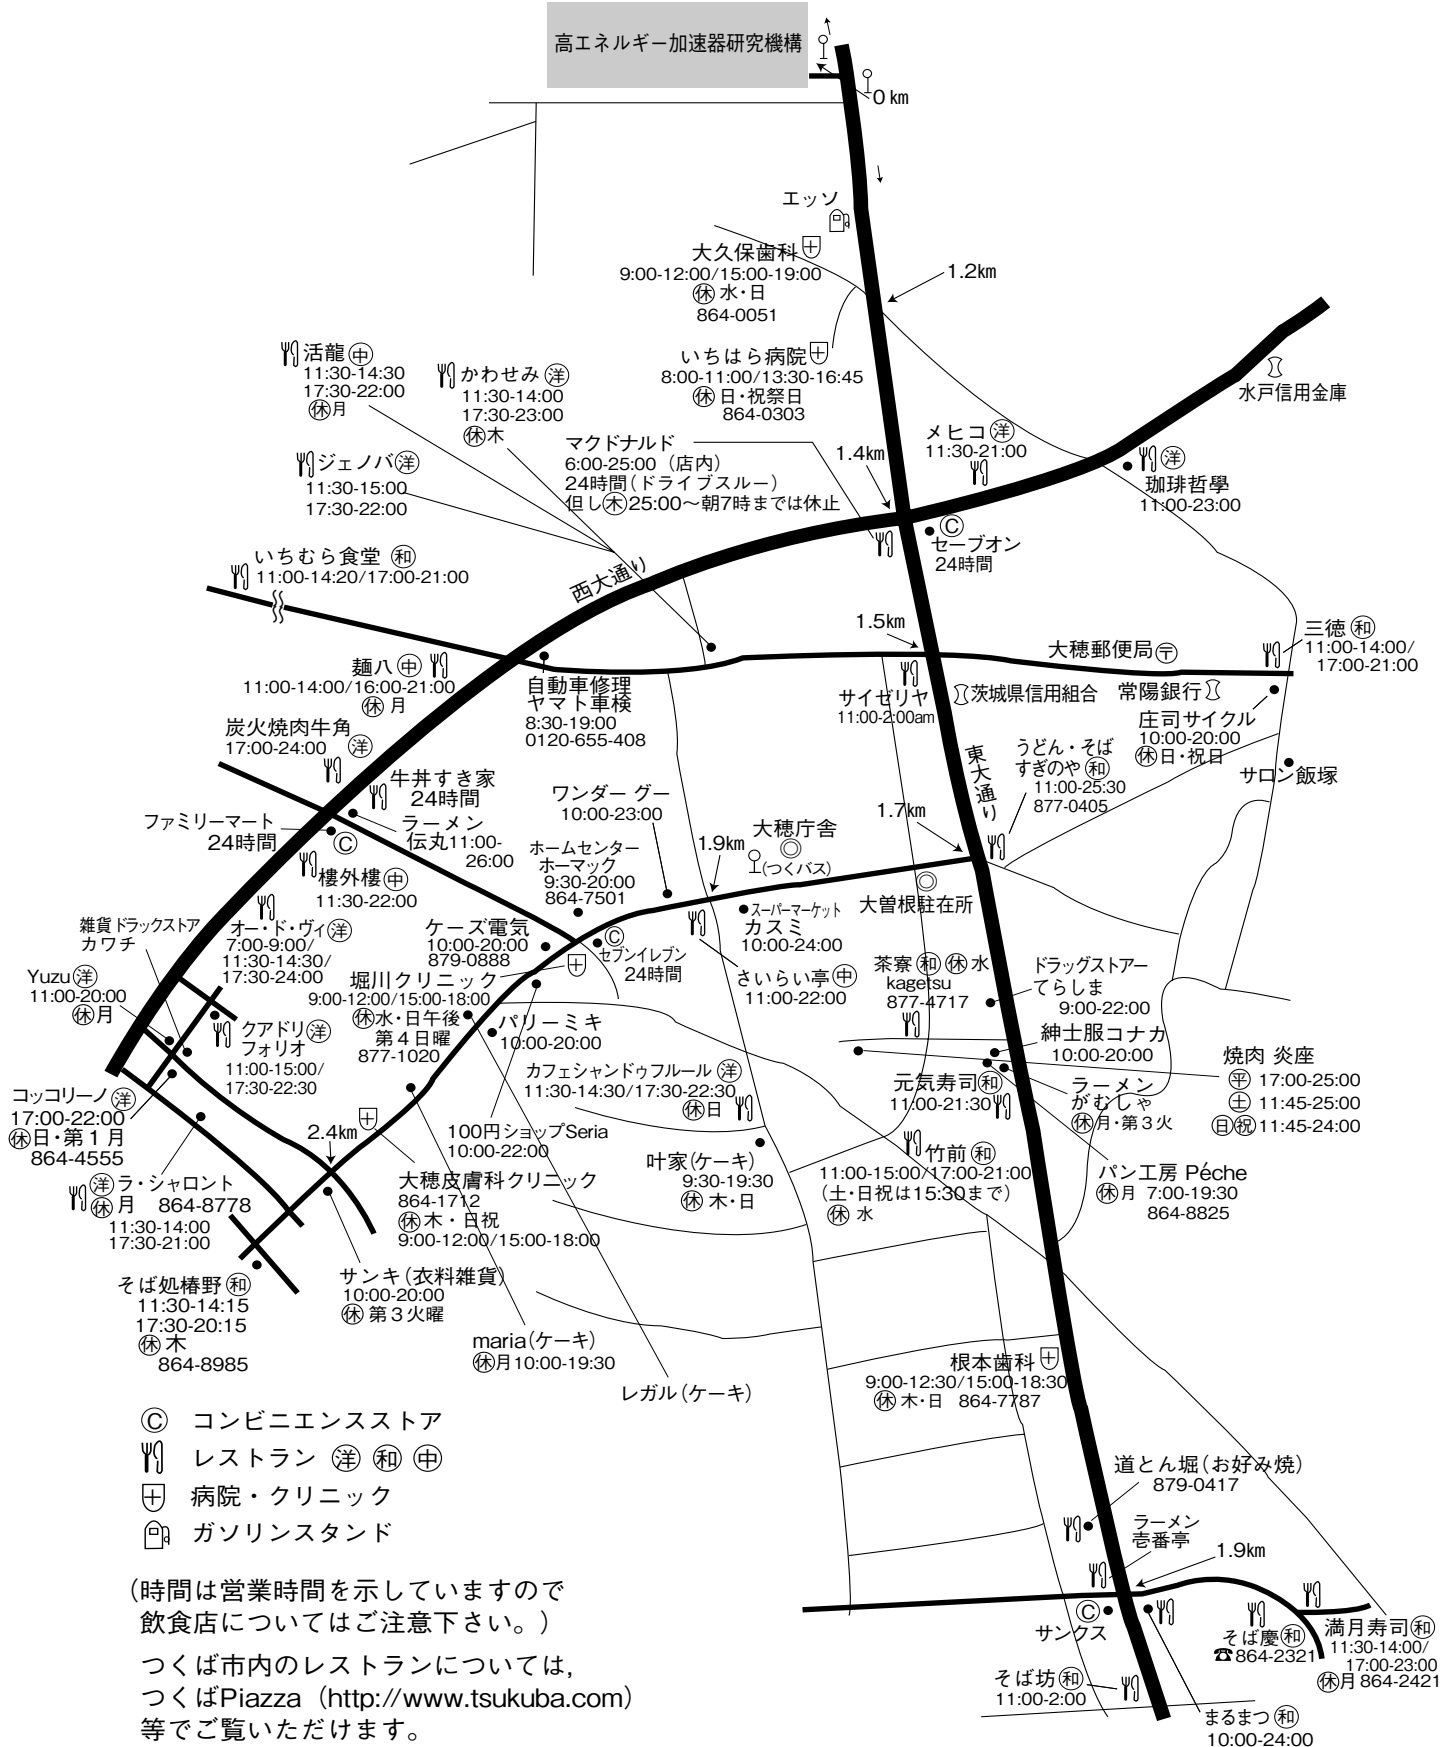 高エネルギー加速器研究機構
0 km
エッソ
大久保歯科
9:00-12:00/15:00-19:00
休 水・日
864-0051
1.2km
いちはら病院
8:00-11:00/13:30-16:45
休 日・祝祭日
864-0303
水戸信用金庫
活龍 中
11:30-14:30
17:30-22:00
休月
かわせみ 洋
11:30-14:00
17:30-23:00
休木
ジェノバ 洋
11:30-15:00
17:30-22:00
マクドナルド
6:00-25:00（店内）
24時間（ドライブスルー）
但し木25:00〜朝7時までは休止
1.4km
メヒコ 洋
11:30-21:00
洋
珈琲哲學
11:00-23:00
C
セーブオン
24時間
いちむら食堂 和
11:00-14:20/17:00-21:00
西大通り
1.5km
大穂郵便局〒
三徳 和
11:00-14:00/
17:00-21:00
麺八 中
11:00-14:00/16:00-21:00
休 月
自動車修理
ヤマト車検
8:30-19:00
0120-655-408
サイゼリヤ
11:00-2:00am
茨城県信用組合
常陽銀行
庄司サイクル
10:00-20:00
休日・祝日
サロン飯塚
炭火焼肉牛角
17:00-24:00 洋
東大通り
うどん・そば
すぎのや 和
11:00-25:30
877-0405
牛丼すき家
24時間
ラーメン
伝丸11:00-
26:00
ファミリーマート
24時間
C
ワンダー グー
10:00-23:00
1.7km
大穂庁舎
◎
(つくバス)
1.9km
ホームセンター
ホーマック
9:30-20:00
864-7501
樓外樓 中
11:30-22:00
◎
大曽根駐在所
スーパーマーケット
カスミ
10:00-24:00
オー・ド・ヴィ 洋
7:00-9:00/
11:30-14:30/
17:30-24:00
雑貨 ドラックストア
カワチ
ケーズ電気
10:00-20:00
879-0888
C
セブンイレブン
24時間
さいらい亭 中
11:00-22:00
茶寮 和 休 水
kagetsu
877-4717
ドラッグストアー
てらしま
9:00-22:00
Yuzu 洋
11:00-20:00
休月
堀川クリニック
9:00-12:00/15:00-18:00
休水・日午後
第４日曜
877-1020
クアドリ 洋
フォリオ
11:00-15:00/
17:30-22:30
パリーミキ
10:00-20:00
紳士服コナカ
10:00-20:00
焼肉 炎座
平 17:00-25:00
土 11:45-25:00
日祝 11:45-24:00
カフェシャンドゥフルール 洋
11:30-14:30/17:30-22:30
休日
元気寿司 和
11:00-21:30
ラーメン
がむしゃ
休月・第３火
コッコリーノ 洋
17:00-22:00
休日・第１月
864-4555
2.4km
100円ショップSeria
10:00-22:00
叶家（ケーキ）
9:30-19:30
休 木・日
竹前 和
11:00-15:00/17:00-21:00
（土・日祝は15:30まで）
休 水
パン工房 Péche
休月 7:00-19:30
864-8825
洋 ラ・シャロント
休 月 864-8778
11:30-14:00
17:30-21:00
大穂皮膚科クリニック
864-1712
休 木・日祝
9:00-12:00/15:00-18:00
そば処椿野 和
11:30-14:15
17:30-20:15
休 木
864-8985
サンキ（衣料雑貨）
10:00-20:00
休 第３火曜
maria（ケーキ）
休月10:00-19:30
レガル（ケーキ）
根本歯科
9:00-12:30/15:00-18:30
休 木・日 864-7787
C コンビニエンスストア
レストラン 洋 和 中
病院・クリニック
ガソリンスタンド
道とん堀（お好み焼）
879-0417
ラーメン
壱番亭
1.9km
C
サンクス
そば慶 和
☎864-2321
満月寿司 和
11:30-14:00/
17:00-23:00
休月 864-2421
そば坊 和
11:00-2:00
まるまつ 和
10:00-24:00
（時間は営業時間を示していますので
飲食店についてはご注意下さい。）
つくば市内のレストランについては,
つくばPiazza（http://www.tsukuba.com）
等でご覧いただけます。